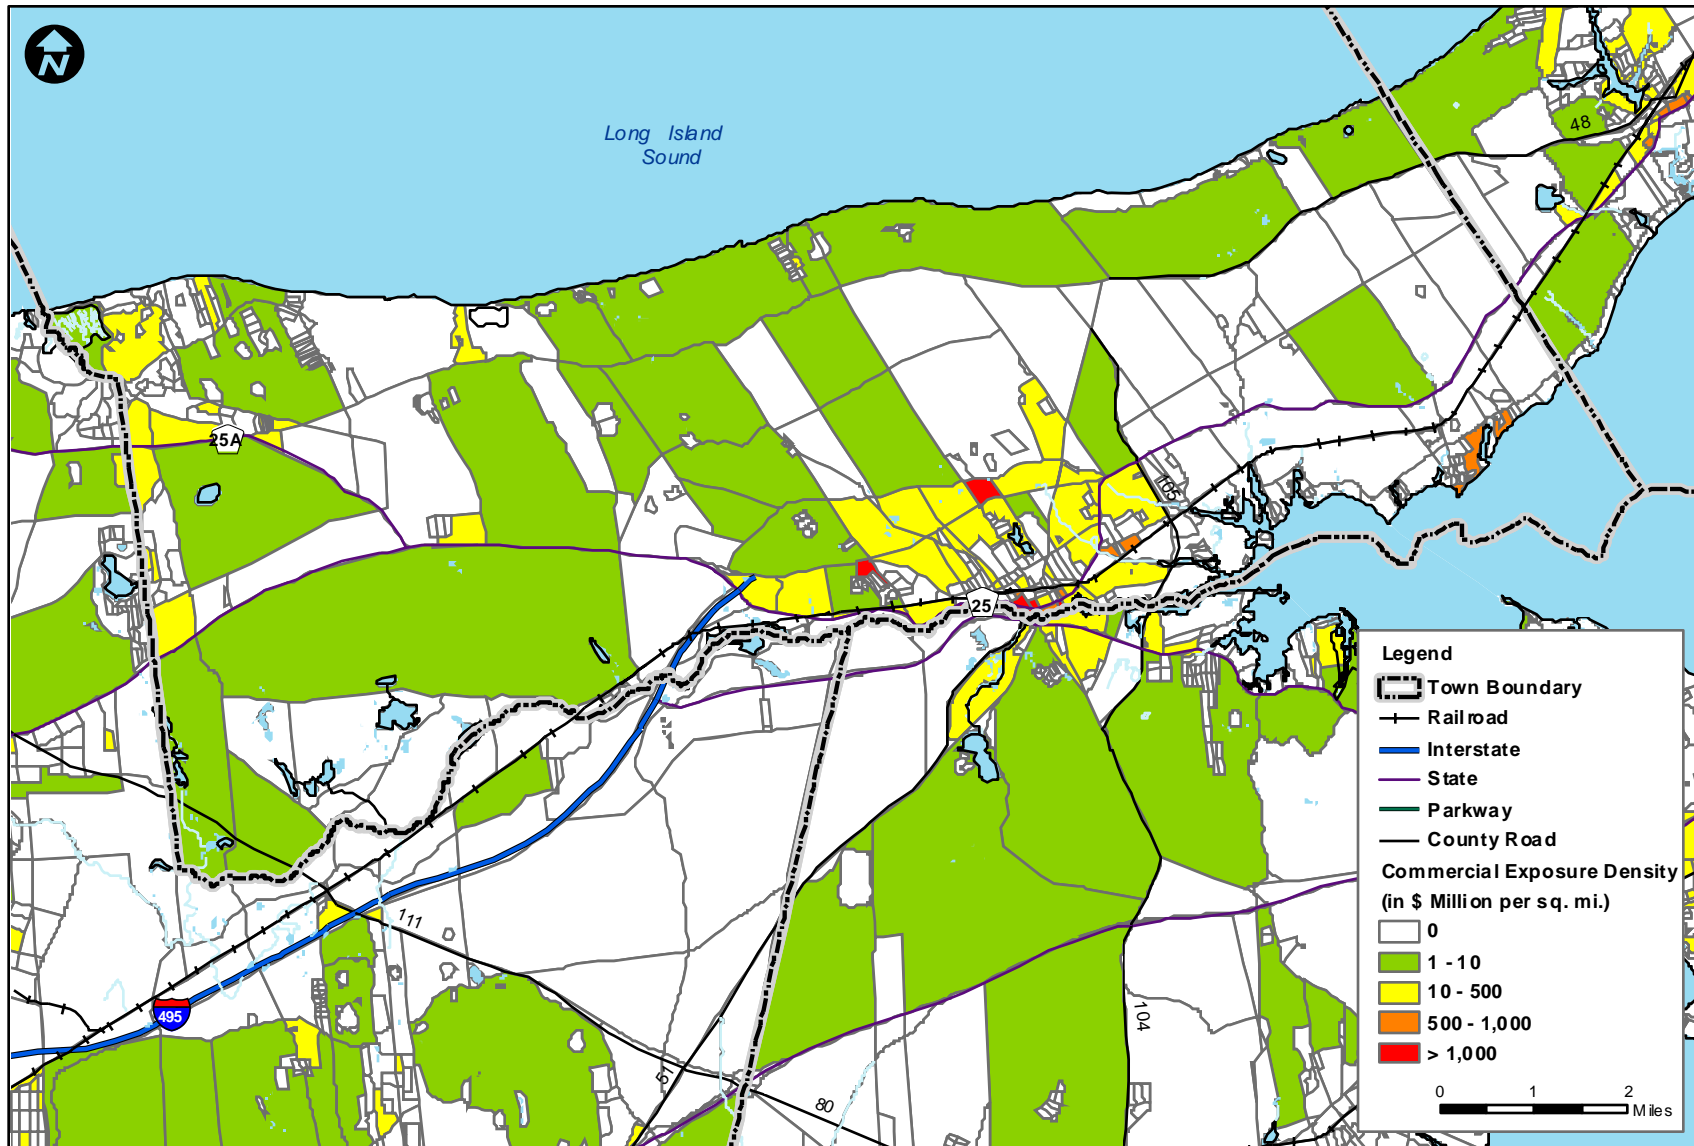 N
Long Island
Sound
48
25A
105
25
111
495
51
80
104
Legend
Town Boundary
Railroad
Interstate
State
Parkway
County Road
Commercial Exposure Density
(in $ Million per sq. mi.)
0
1 - 10
10 - 500
500 - 1,000
> 1,000
0 1 2
Miles